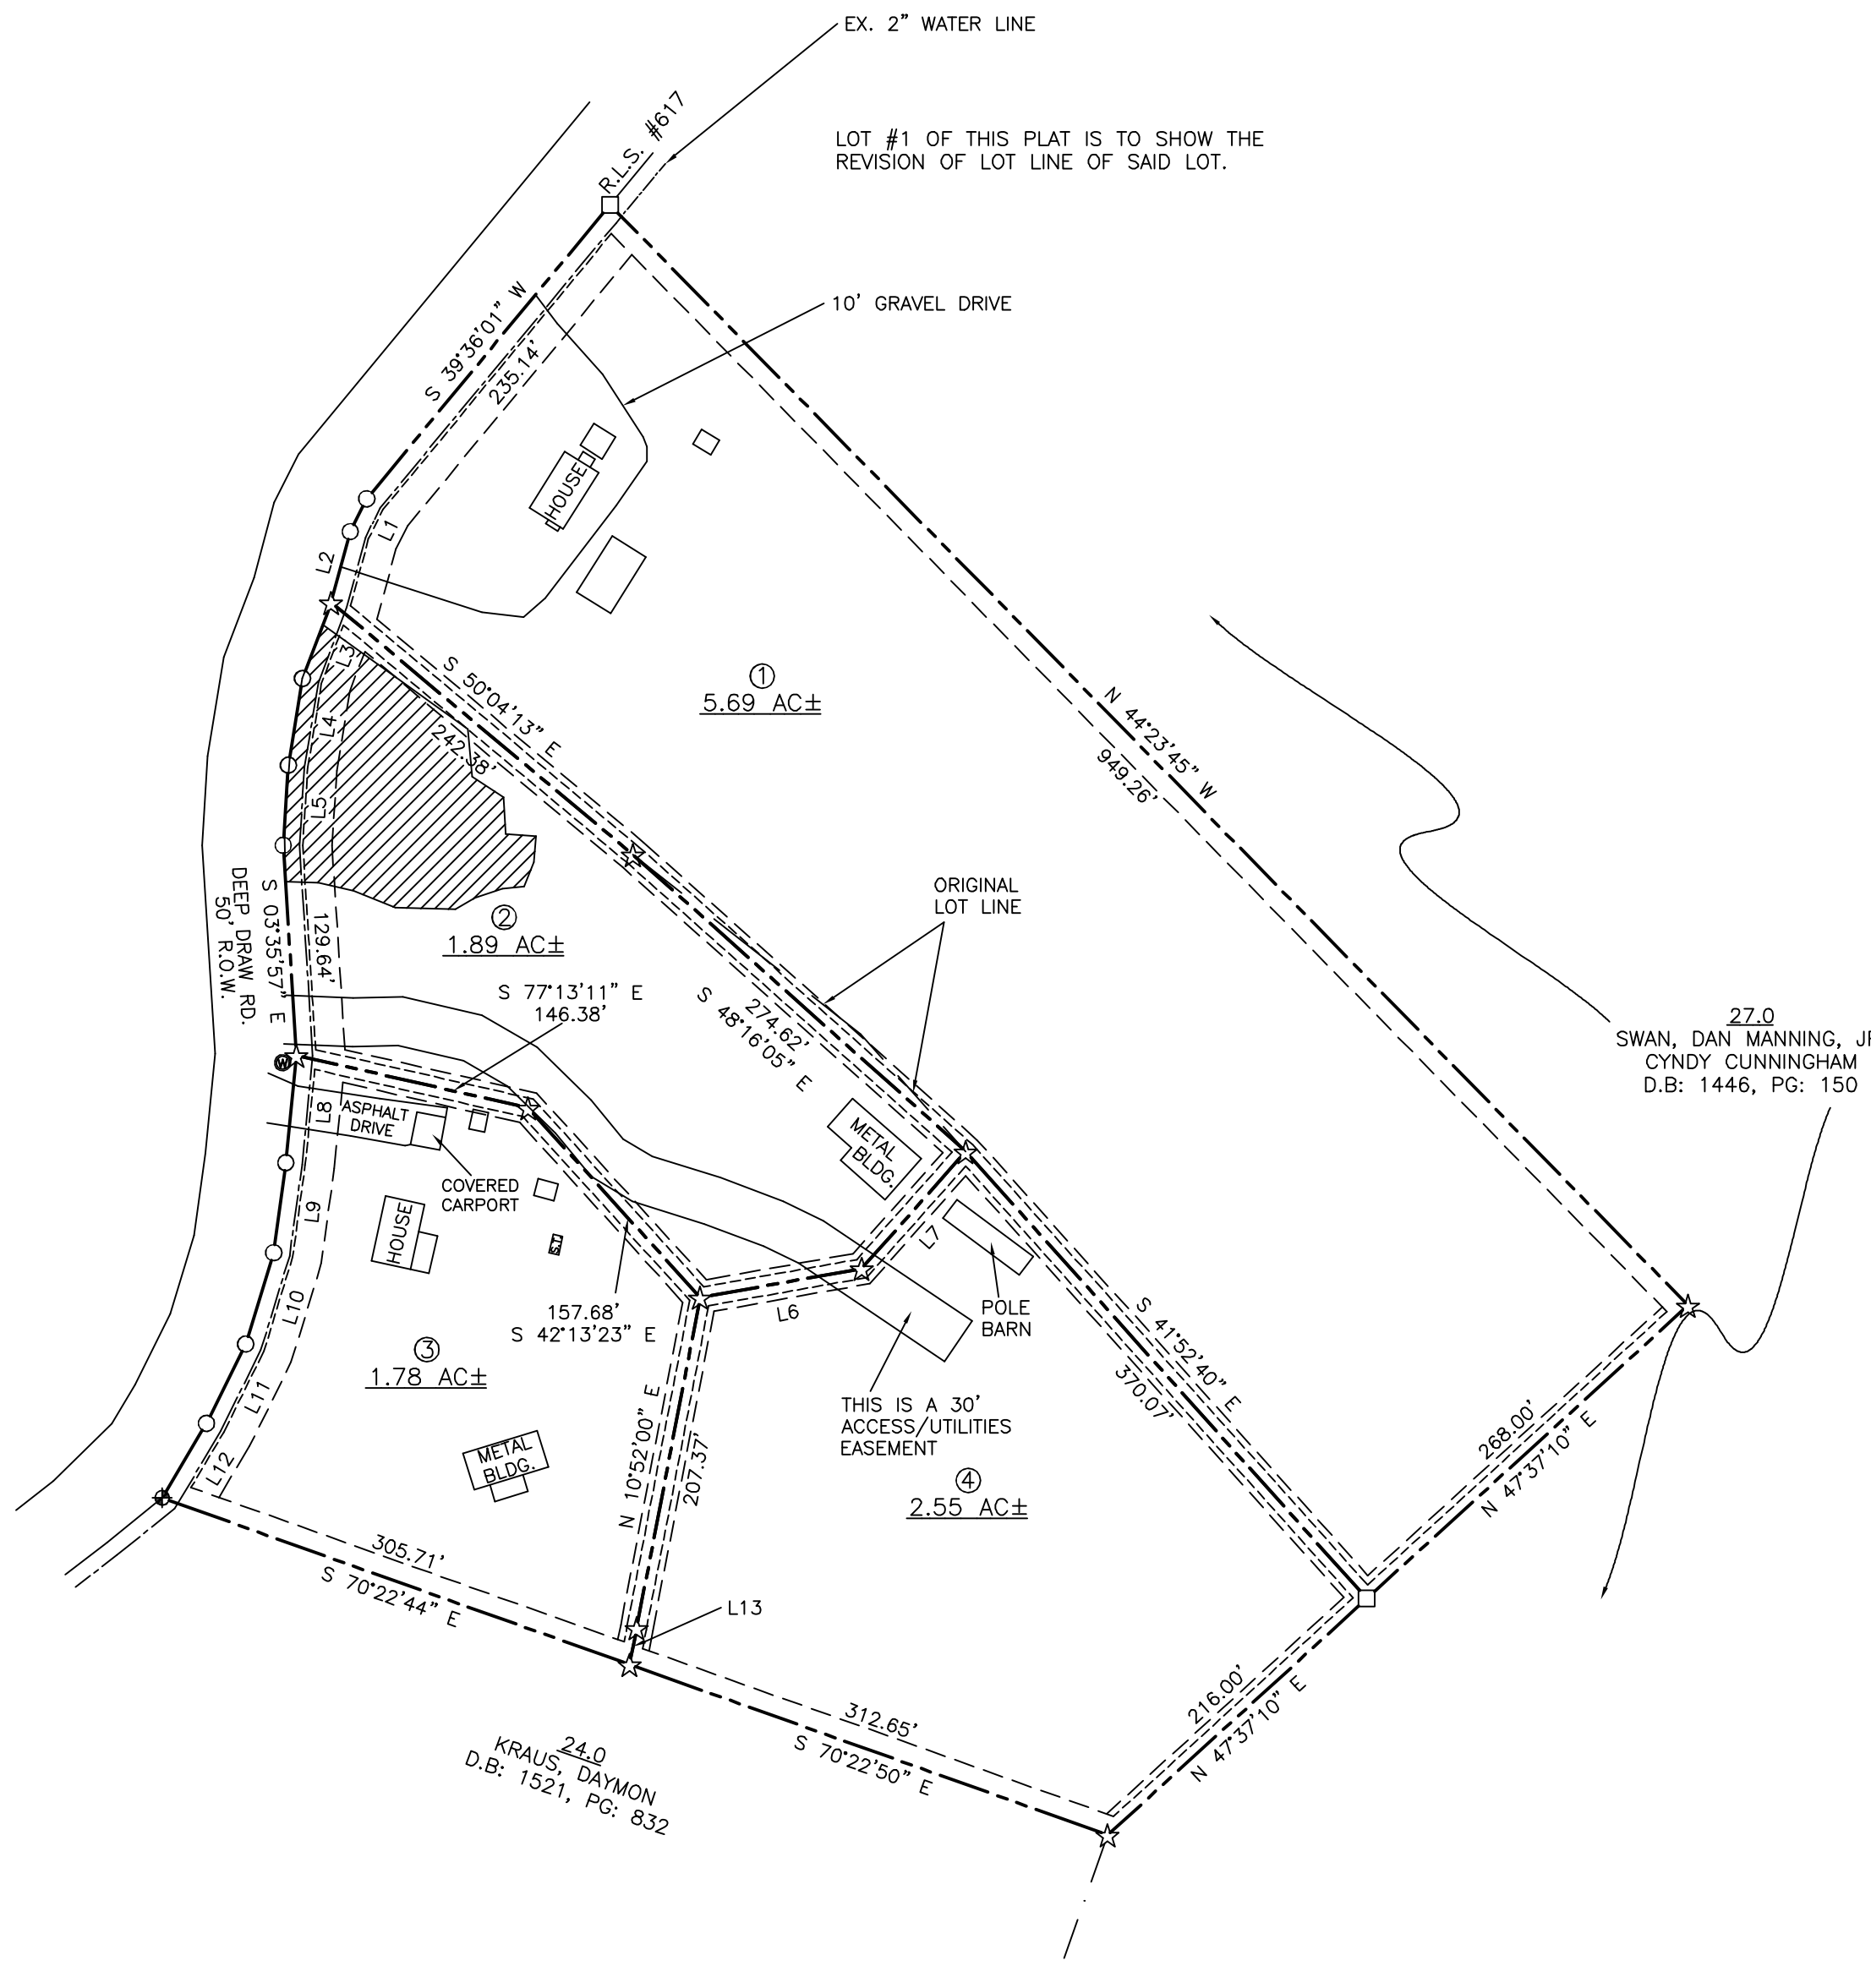 EX. 2" WATER LINE
R.L.S. #617
LOT #1 OF THIS PLAT IS TO SHOW THE
REVISION OF LOT LINE OF SAID LOT.
10' GRAVEL DRIVE
S 39°36'01" W
235.14'
HOUSE
L1
L2
L3
L4
L5
S 50°04'13" E
242.38'
1
5.69 AC±
N 44°23'45" W
949.26'
ORIGINAL
LOT LINE
2
1.89 AC±
DEEP DRAW RD.
50' R.O.W.
S 03°35'57" E
129.64'
S 77°13'11" E
146.38'
274.62'
S 48°16'05" E
27.0
SWAN, DAN MANNING,
CYNDY CUNNINGHAM
D.B: 1446, PG: 150
W
L8
ASPHALT
DRIVE
METAL
BLDG.
COVERED
CARPORT
L9
HOUSE
S.T.
L7
POLE
BARN
L6
L10
157.68'
S 42°13'23" E
3
1.78 AC±
S 41°52'40" E
370.07'
L11
THIS IS A 30'
ACCESS/UTILITIES
EASEMENT
268.00'
N 47°37'10" E
METAL
BLDG.
N 10°52'00" E
207.37'
4
2.55 AC±
L12
305.71'
S 70°22'44" E
L13
216.00'
N 47°37'10" E
312.65'
S 70°22'50" E
24.0
KRAUS, DAYMON
D.B: 1521, PG: 832